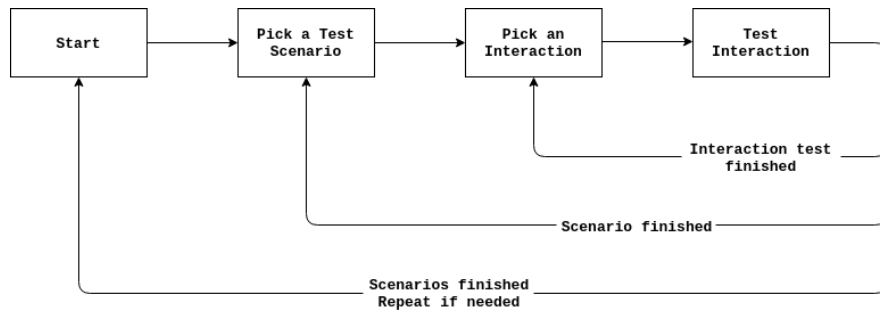 Start
Pick a Test
Scenario
Pick an
Interaction
Test
Interaction
Interaction test
finished
Scenario finished
Scenarios finished
Repeat if needed